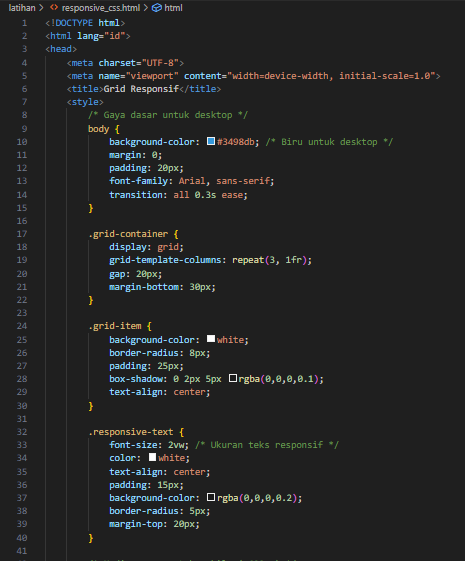 latihan > <> responsive_css.html > html
1 <!DOCTYPE html>
2 <html lang="id">
3 <head>
4 <meta charset="UTF-8">
5 <meta name="viewport" content="width=device-width, initial-scale=1.0">
6 <title>Grid Responsif</title>
7 <style>
8 /* Gaya dasar untuk desktop */
9 body {
10 background-color: #3498db; /* Biru untuk desktop */
11 margin: 0;
12 padding: 20px;
13 font-family: Arial, sans-serif;
14 transition: all 0.3s ease;
15 }
16
17 .grid-container {
18 display: grid;
19 grid-template-columns: repeat(3, 1fr);
20 gap: 20px;
21 margin-bottom: 30px;
22 }
23
24 .grid-item {
25 background-color: white;
26 border-radius: 8px;
27 padding: 25px;
28 box-shadow: 0 2px 5px rgba(0,0,0,0.1);
29 text-align: center;
30 }
31
32 .responsive-text {
33 font-size: 2vw; /* Ukuran teks responsif */
34 color: white;
35 text-align: center;
36 padding: 15px;
37 background-color: rgba(0,0,0,0.2);
38 border-radius: 5px;
39 margin-top: 20px;
40 }
41